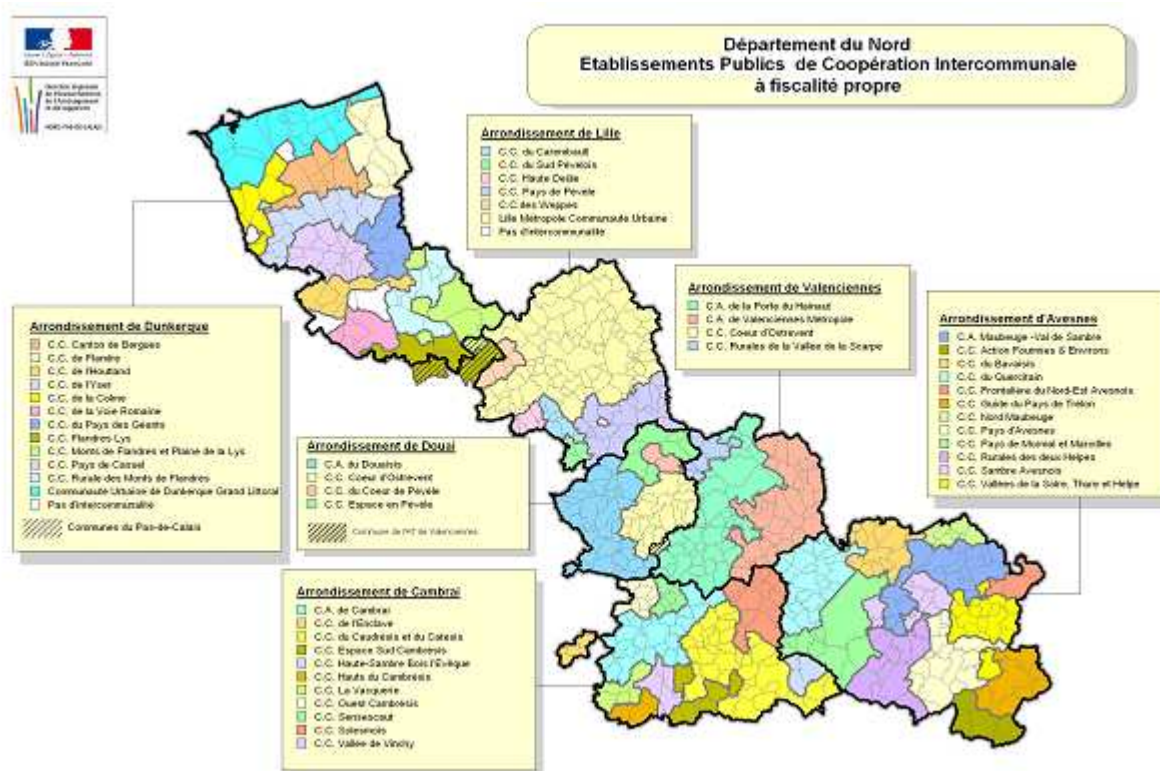 Département du Nord
Etablissements Publics de Coopération Intercommunale
à fiscalité propre
Arrondissement de Lille
C.C. du Carembault
C.C. du Sud Pévelois
C.C. Haute Deûle
C.C. Pays de Pévèle
C.C. des Weppes
Lille Métropole Communauté Urbaine
Pas d'intercommunalité
Arrondissement de Valenciennes
C.A. de la Porte du Hainaut
C.A. de Valenciennes Métropole
C.C. Coeur d'Ostrevent
C.C. Rurales de la Vallée de la Scarpe
Arrondissement de Dunkerque
C.C. Canton de Bergues
C.C. de Flandre
C.C. de l'Houtland
C.C. de l'Yser
C.C. de la Colme
C.C. de la Voie Romaine
C.C. du Pays des Géants
C.C. Flandres Lys
C.C. Monts de Flandres et Plaine de la Lys
C.C. Pays de Cassel
C.C. Rurale des Monts de Flandres
Communauté Urbaine de Dunkerque Grand Littoral
Pas d'intercommunalité
Communes du Pas-de-Calais
Arrondissement d'Avesnes
C.A. Maubeuge -Val de Sambre
C.C. Action Fourmies & Environs
C.C. du Bavaisis
C.C. du Quercitain
C.C. Frontalière du Nord-Est Avesnois
C.C. Guide du Pays de Trélon
C.C. Nord Maubeuge
C.C. Pays d'Avesnes
C.C. Pays de Mormal et Maroilles
C.C. Rurales des deux Helpes
C.C. Sambre Avesnois
C.C. Vallées de la Solre, Thure et Helpe
Arrondissement de Douai
C.A. du Douaisis
C.C. Coeur d'Ostrevent
C.C. du Coeur de Pévèle
C.C. Espace en Pévèle
Commune de l'AT de Valenciennes
Arrondissement de Cambrai
C.A. de Cambrai
C.C. de l'Enclave
C.C. du Caudrésis et du Catésis
C.C. Espace Sud Cambrésis
C.C. Haute-Sambre Bois l'Evêque
C.C. Hauts du Cambrésis
C.C. La Vacquerie
C.C. Ouest Cambrésis
C.C. Sensescaut
C.C. Solesmois
C.C. Vallée de Vinchy